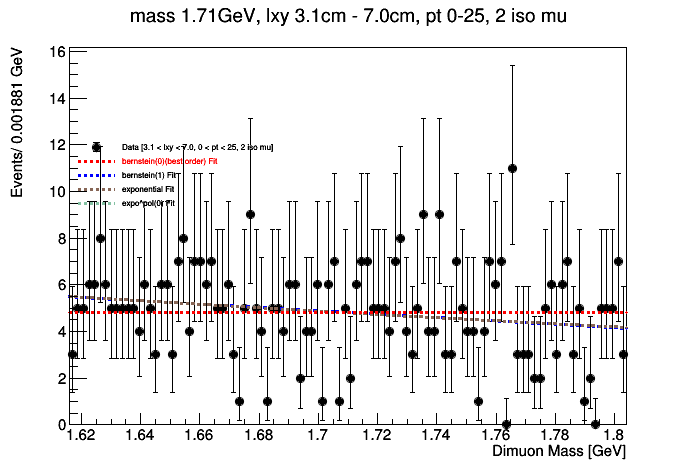 mass 1.71GeV, lxy 3.1cm - 7.0cm, pt 0-25, 2 iso mu
Events/ 0.001881 GeV
16
14
12
10
8
6
4
2
0
Data [3.1 < lxy < 7.0, 0 < pt < 25, 2 iso mu]
bernstein(0)(best order) Fit
bernstein(1) Fit
exponential Fit
expo*pol(0) Fit
1.62 1.64 1.66 1.68 1.7 1.72 1.74 1.76 1.78 1.8
Dimuon Mass [GeV]